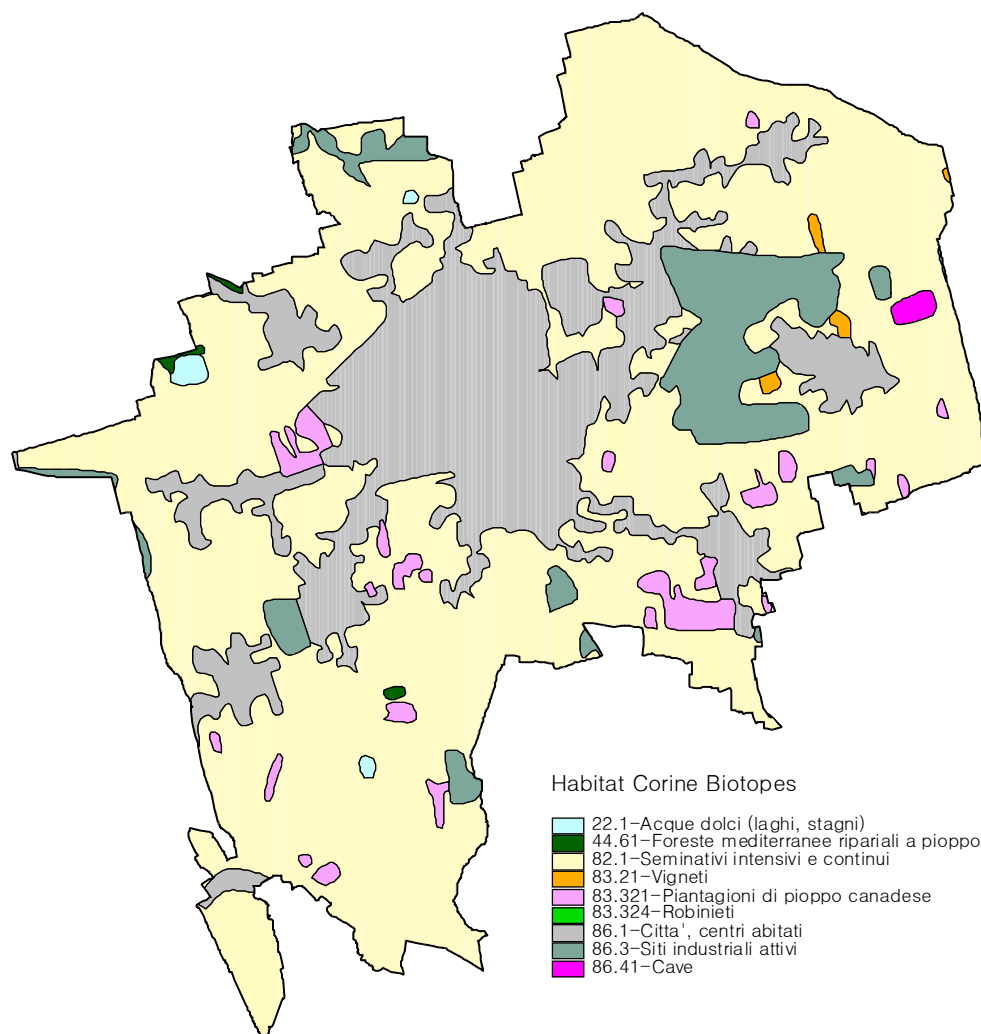 Habitat Corine Biotopes
22.1-Acque dolci (laghi, stagni)
44.61-Foreste mediterranee ripariali a pioppo
82.1-Seminativi intensivi e continui
83.21-Vigneti
83.321-Piantagioni di pioppo canadese
83.324-Robinieti
86.1-Citta', centri abitati
86.3-Siti industriali attivi
86.41-Cave